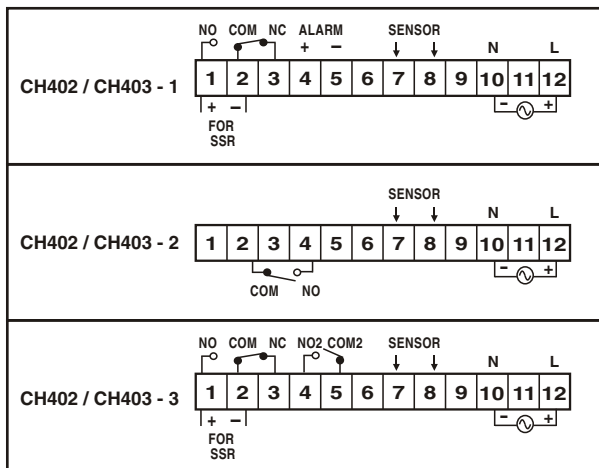 NO COM NC ALARM SENSOR
+ − N L
CH402 / CH403 - 1
1 2 3 4 5 6 7 8 9 10 11 12
+ − - +
FOR
SSR
SENSOR
N L
CH402 / CH403 - 2
1 2 3 4 5 6 7 8 9 10 11 12
- +
COM NO
NO COM NC NO2 COM2 SENSOR
N L
CH402 / CH403 - 3
1 2 3 4 5 6 7 8 9 10 11 12
+ − - +
FOR
SSR